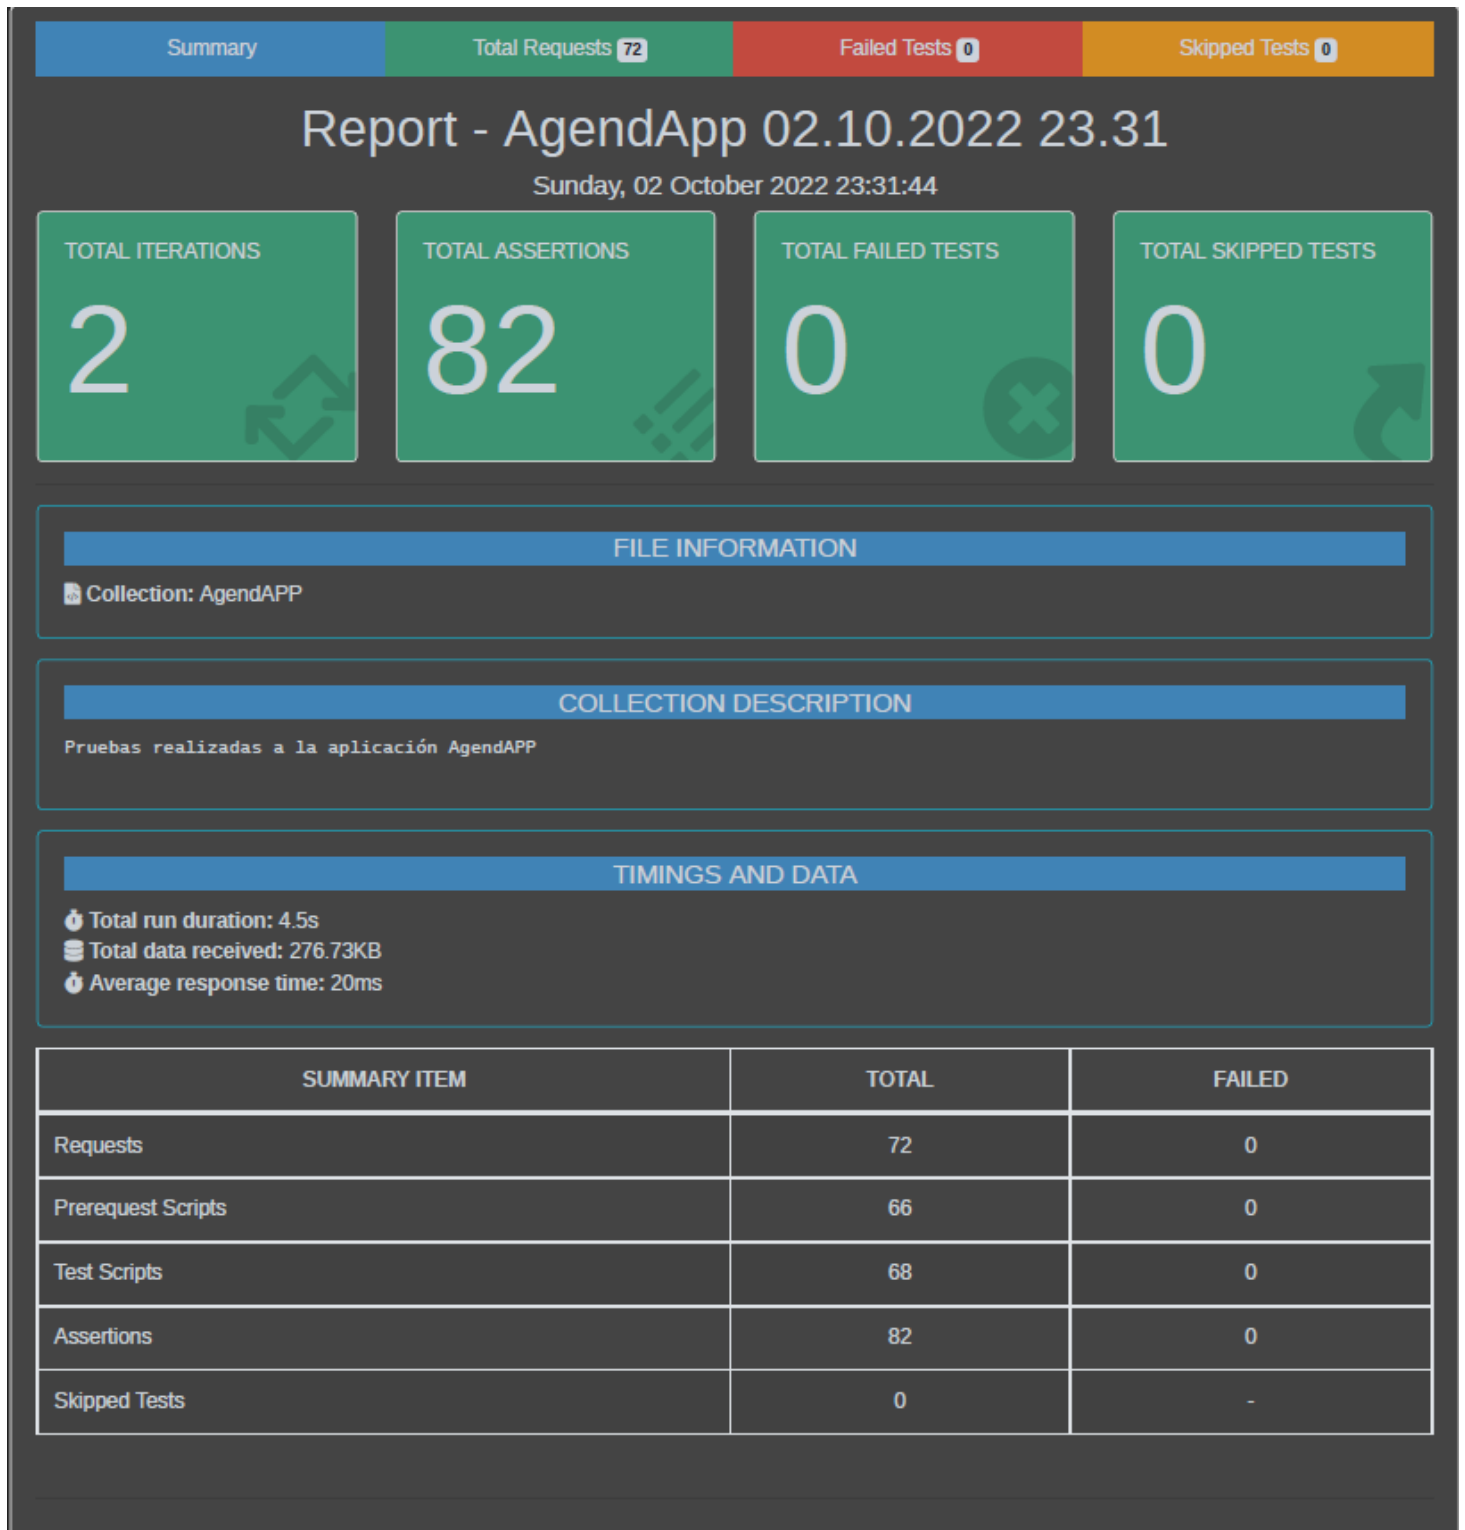 Summary Total Requests 72 Failed Tests 0 Skipped Tests 0
Report - AgendApp 02.10.2022 23.31
Sunday, 02 October 2022 23:31:44
TOTAL ITERATIONS TOTAL ASSERTIONS TOTAL FAILED TESTS TOTAL SKIPPED TESTS
2 82 0 0
FILE INFORMATION
Collection: AgendAPP
COLLECTION DESCRIPTION
Pruebas realizadas a la aplicación AgendAPP
TIMINGS AND DATA
Total run duration: 4.5s
Total data received: 276.73KB
Average response time: 20ms
SUMMARY ITEM TOTAL FAILED
Requests 72 0
Prerequest Scripts 66 0
Test Scripts 68 0
Assertions 82 0
Skipped Tests 0 -